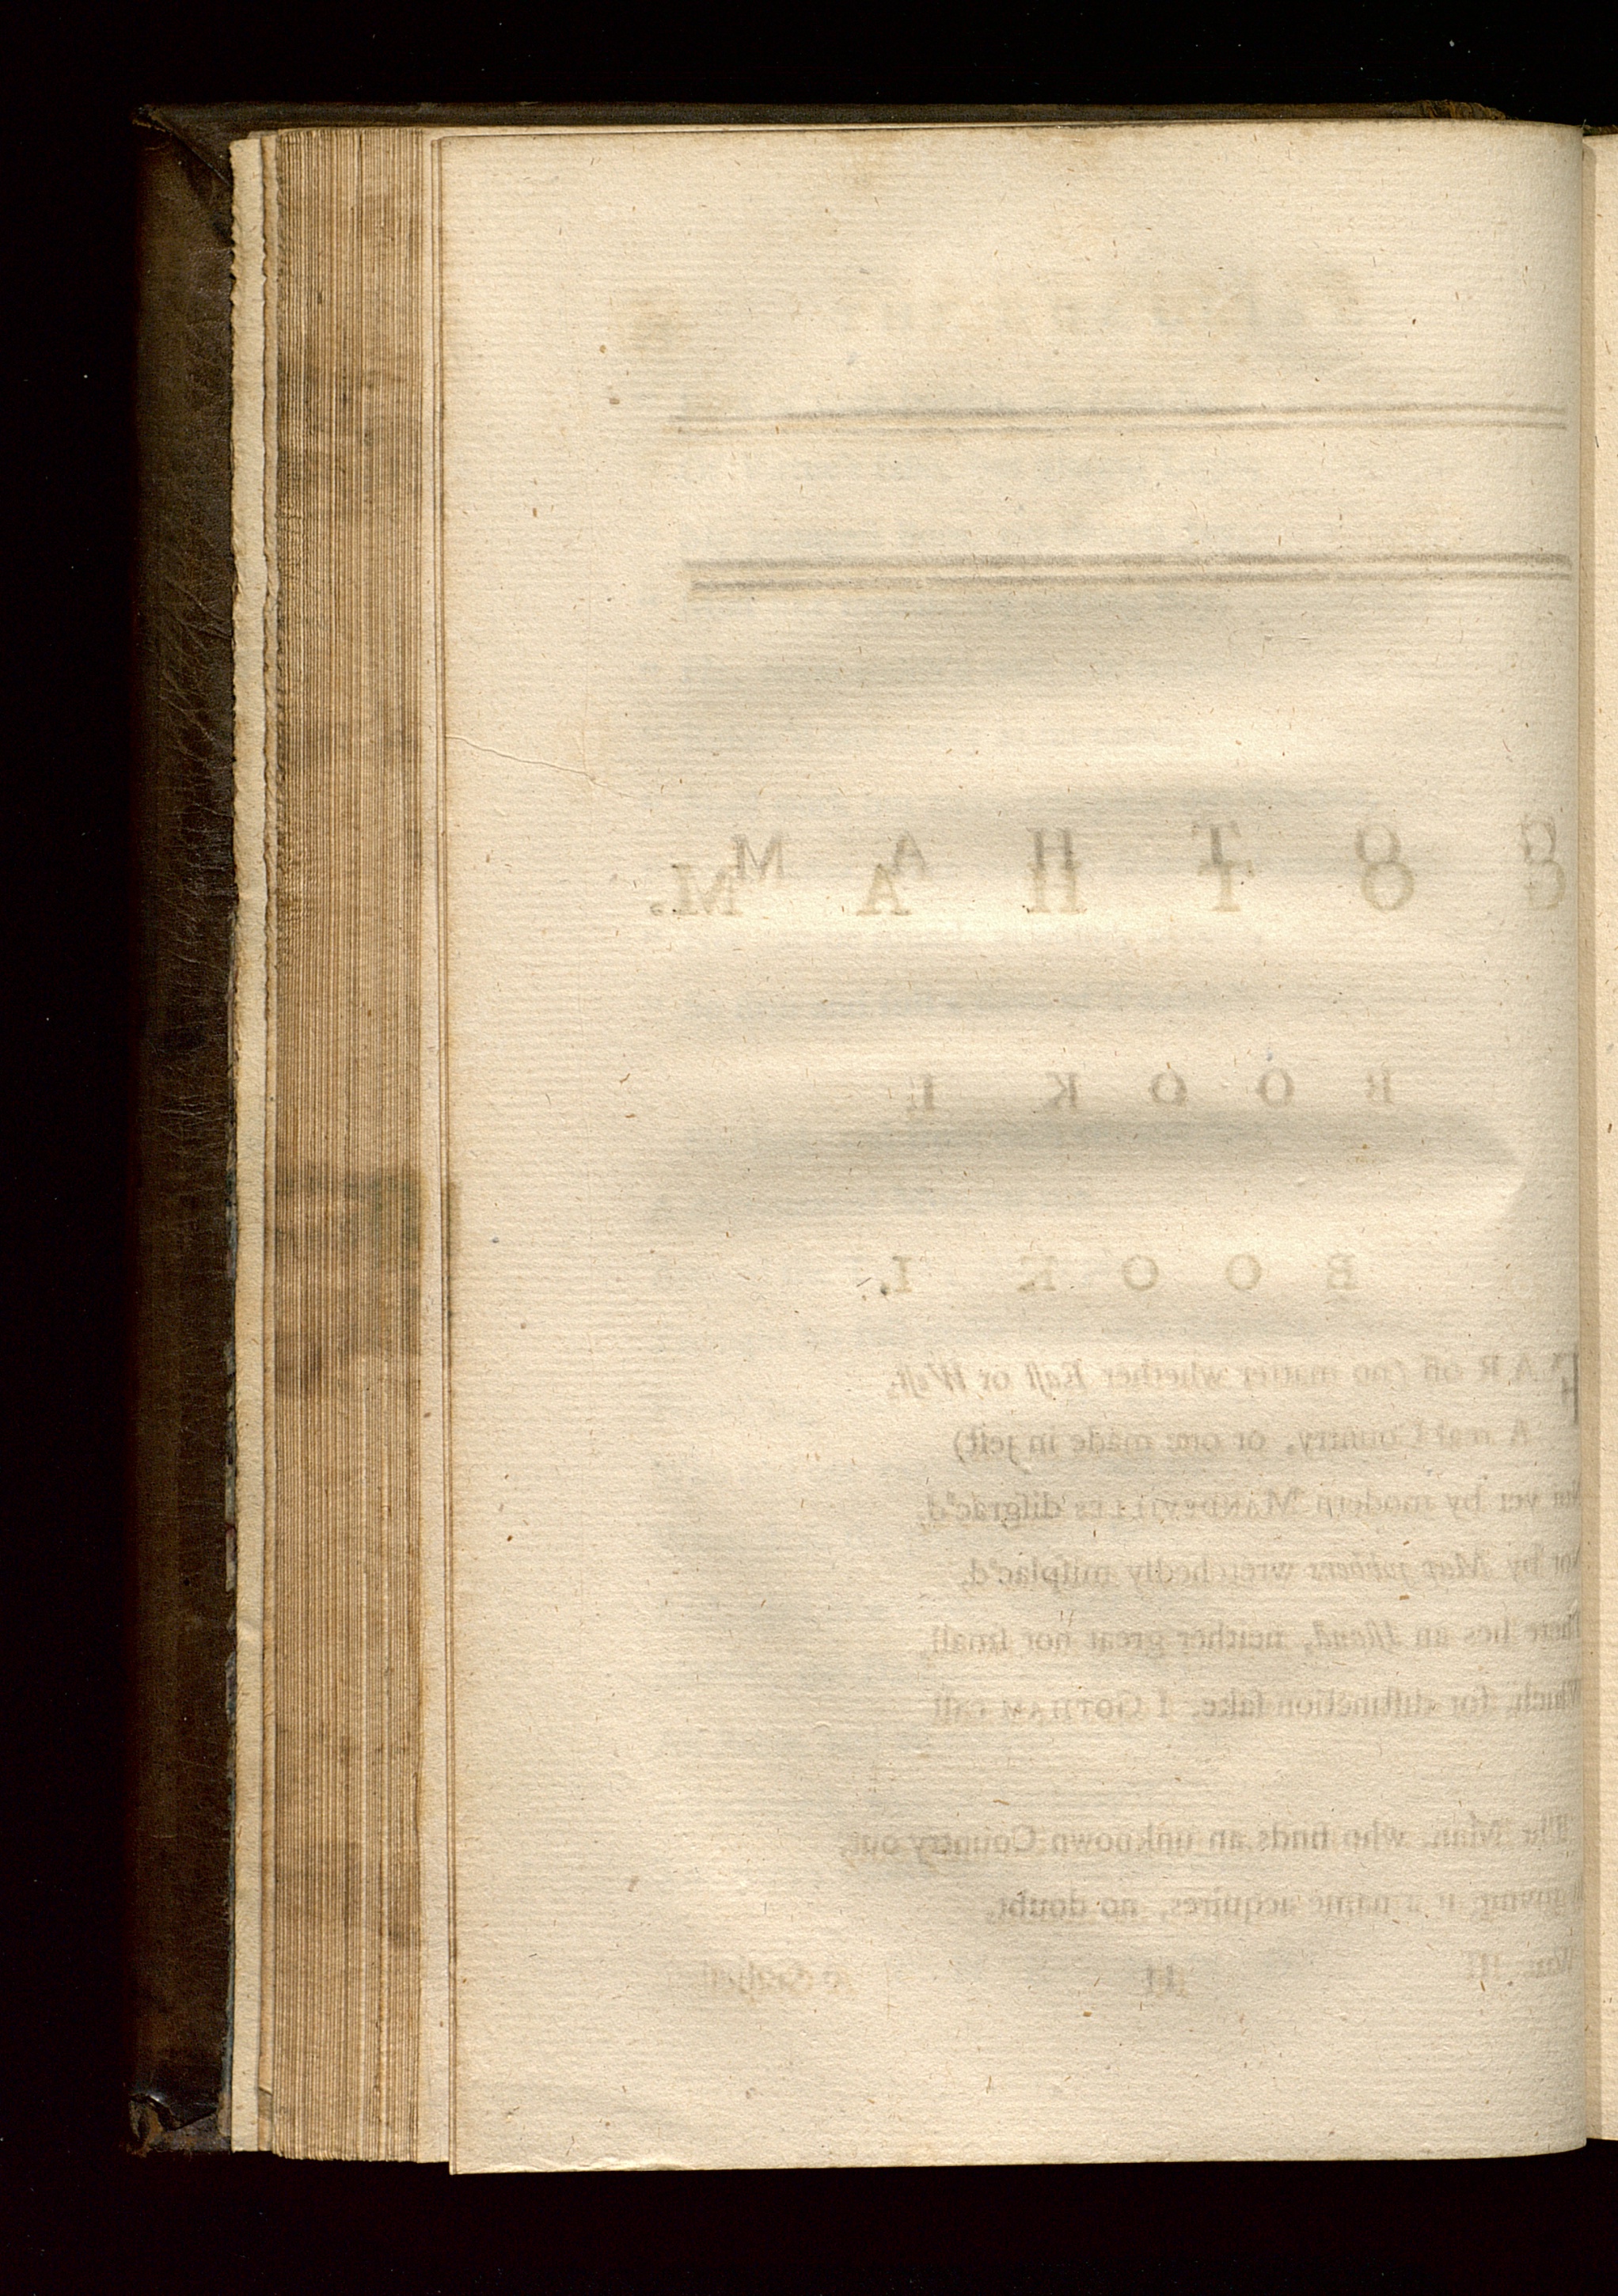 GOTHAM
GOTHAM.
BOOK I.
BOOK I.
FAR off (no matter whether East or West,
A real Country, or one made in jest)
yet by modern MANDEVILLES disgrac'd,
Nor by Map-jobbers wretchedly misplac'd,
There lies an Island, neither great nor small,
Which, for distinction sake, I GOTHAM call
The Man, who finds an unknown Country out,
giving it a name acquires, no doubt,
VOL. II